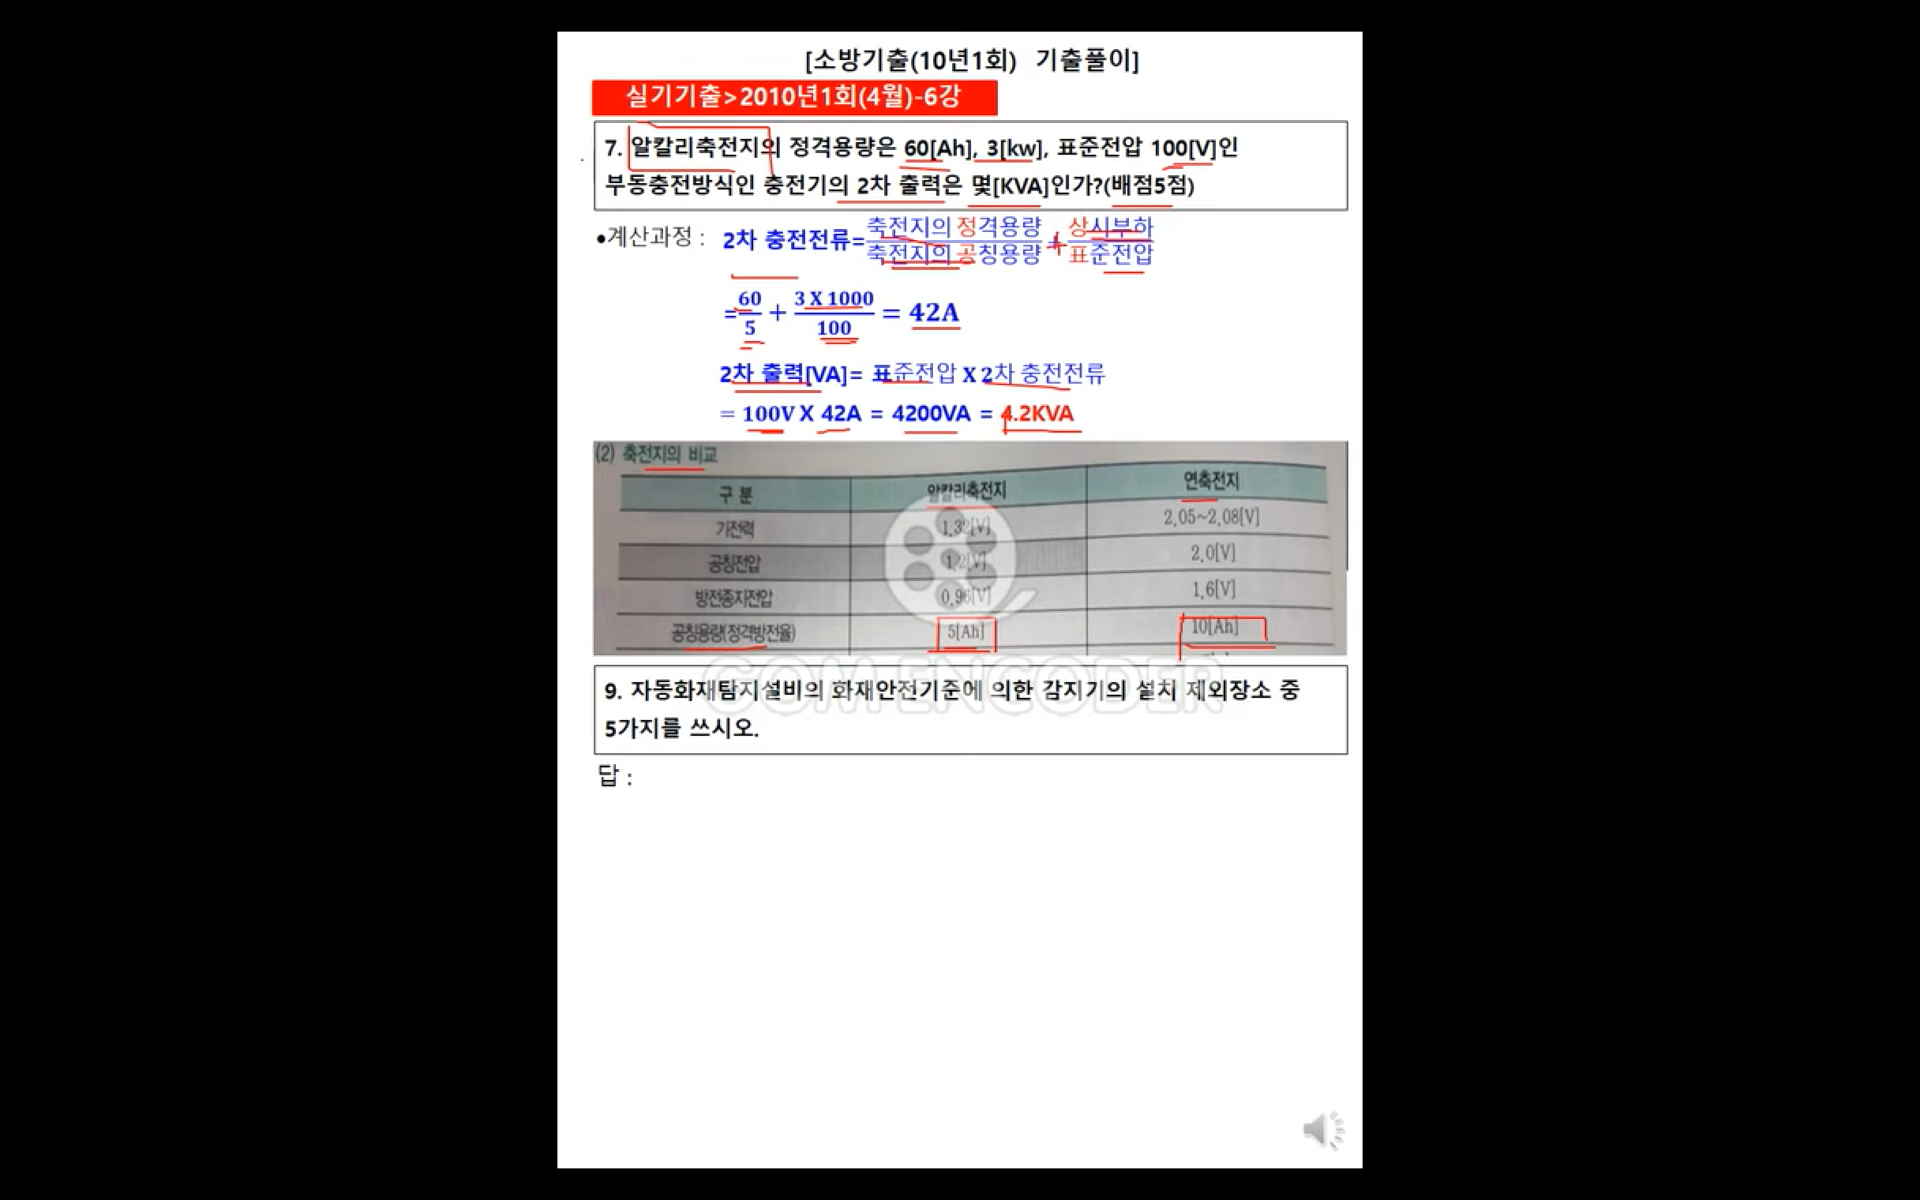 [소방기출(10년1회) 기출풀이]
실기기출>2010년1회(4월)-6강
7. 알칼리축전지의 정격용량은 60[Ah], 3[kw], 표준전압 100[V]인
부동충전방식인 충전기의 2차 출력은 몇[KVA]인가?(배점5점)
•계산과정 : 2차 충전전류=축전지의 정격용량/축전지의 공칭용량 + 상시부하/표준전압
=60/5 + 3 X 1000/100 = 42A
2차 출력[VA]= 표준전압 X 2차 충전전류
= 100V X 42A = 4200VA = 4.2KVA
(2) 축전지의 비교
구 분 알칼리축전지 연축전지
기전력 1.32[V] 2.05~2.08[V]
공칭전압 1.2[V] 2.0[V]
방전종지전압 0.96[V] 1.6[V]
공칭용량(정격방전율) 5[Ah] 10[Ah]
GOM ENCODER
9. 자동화재탐지설비의 화재안전기준에 의한 감지기의 설치 제외장소 중
5가지를 쓰시오.
답 :